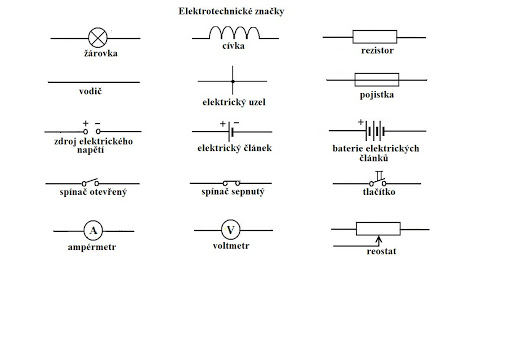 Elektrotechnické značky
žárovka
cívka
rezistor
vodič
elektrický uzel
pojistka
+ −
zdroj elektrického
napětí
+ −
elektrický článek
+
baterie elektrických
článků
spínač otevřený
spínač sepnutý
tlačítko
A
ampérmetr
V
voltmetr
reostat